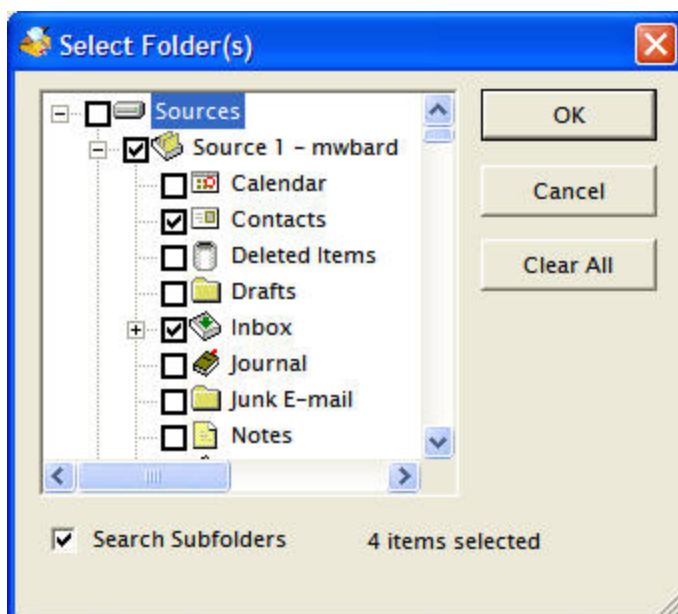 Select Folder(s)
Sources
Source 1 - mwbard
Calendar
Contacts
Deleted Items
Drafts
Inbox
Journal
Junk E-mail
Notes
OK
Cancel
Clear All
Search Subfolders
4 items selected